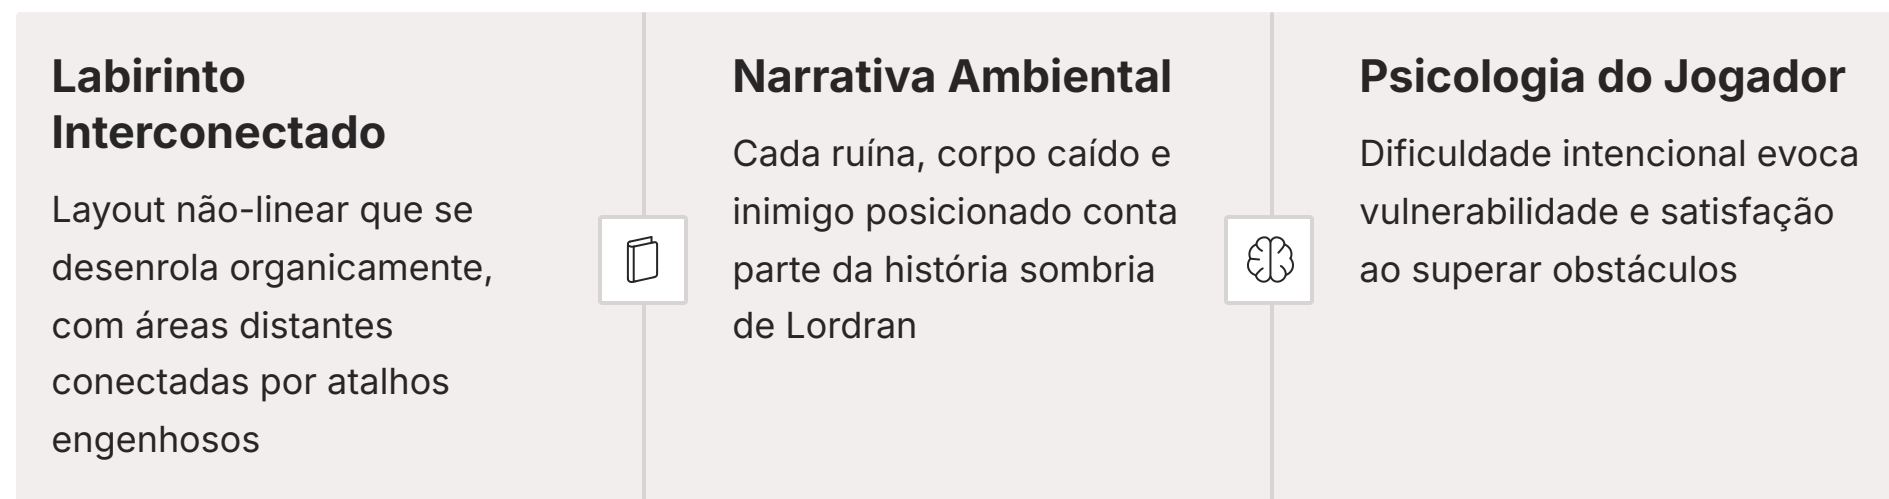 Labirinto
Interconectado
Layout não-linear que se
desenrola organicamente,
com áreas distantes
conectadas por atalhos
engenhosos
Narrativa Ambiental
Cada ruína, corpo caído e
inimigo posicionado conta
parte da história sombria
de Lordran
Psicologia do Jogador
Dificuldade intencional evoca
vulnerabilidade e satisfação
ao superar obstáculos